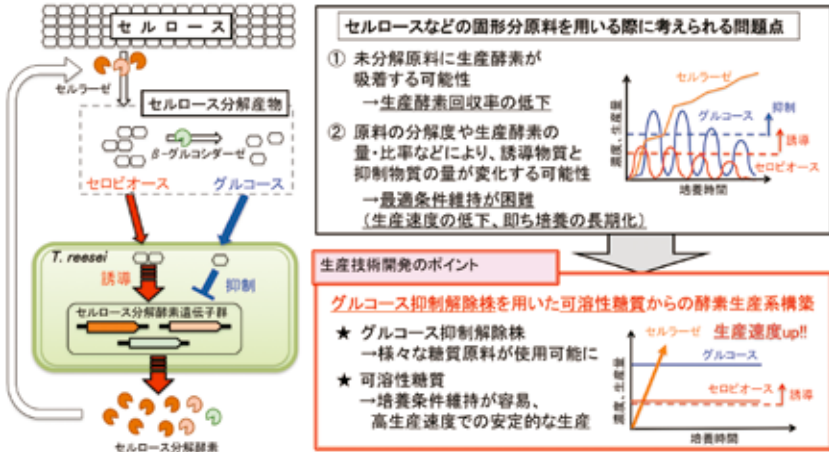 セルロース
セルラーゼ
セルロース分解産物
β-グルコシダーゼ
セロビオース
グルコース
T. reesei
誘導
抑制
セルロース分解酵素遺伝子群
セルロース分解酵素
セルロースなどの固形分原料を用いる際に考えられる問題点
① 未分解原料に生産酵素が
吸着する可能性
→生産酵素回収率の低下
② 原料の分解度や生産酵素の
量・比率などにより、誘導物質と
抑制物質の量が変化する可能性
→最適条件維持が困難
(生産速度の低下、即ち培養の長期化)
セルラーゼ
グルコース
抑制
誘導
セロビオース
濃度、生産量
培養時間
生産技術開発のポイント
グルコース抑制解除株を用いた可溶性糖質からの酵素生産系構築
★ グルコース抑制解除株
→様々な糖質原料が使用可能に
★ 可溶性糖質
→培養条件維持が容易、
高生産速度での安定的な生産
セルラーゼ
生産速度up!!
グルコース
セロビオース
誘導
濃度、生産量
培養時間